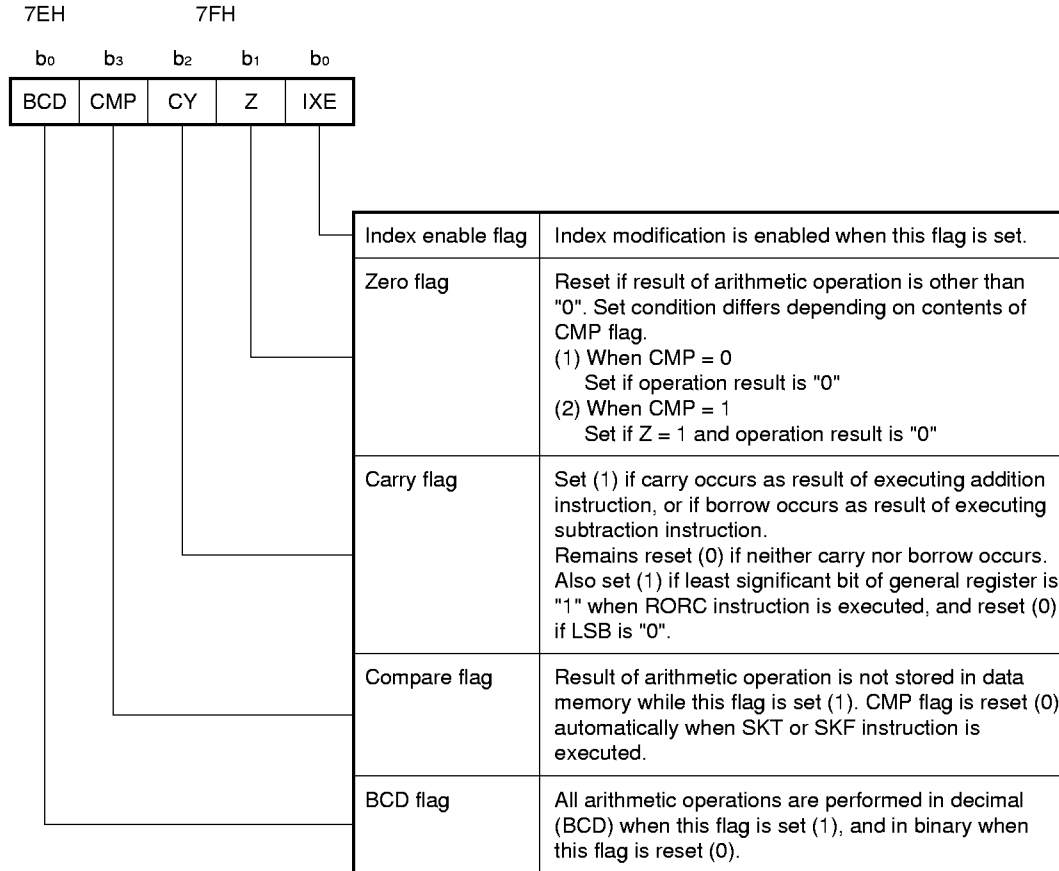 7EH 7FH
b0 b3 b2 b1 b0
BCD CMP CY Z IXE
Index enable flag Index modification is enabled when this flag is set.
Zero flag Reset if result of arithmetic operation is other than
"0". Set condition differs depending on contents of
CMP flag.
(1) When CMP = 0
Set if operation result is "0"
(2) When CMP = 1
Set if Z = 1 and operation result is "0"
Carry flag Set (1) if carry occurs as result of executing addition
instruction, or if borrow occurs as result of executing
subtraction instruction.
Remains reset (0) if neither carry nor borrow occurs.
Also set (1) if least significant bit of general register is
"1" when RORC instruction is executed, and reset (0)
if LSB is "0".
Compare flag Result of arithmetic operation is not stored in data
memory while this flag is set (1). CMP flag is reset (0)
automatically when SKT or SKF instruction is
executed.
BCD flag All arithmetic operations are performed in decimal
(BCD) when this flag is set (1), and in binary when
this flag is reset (0).